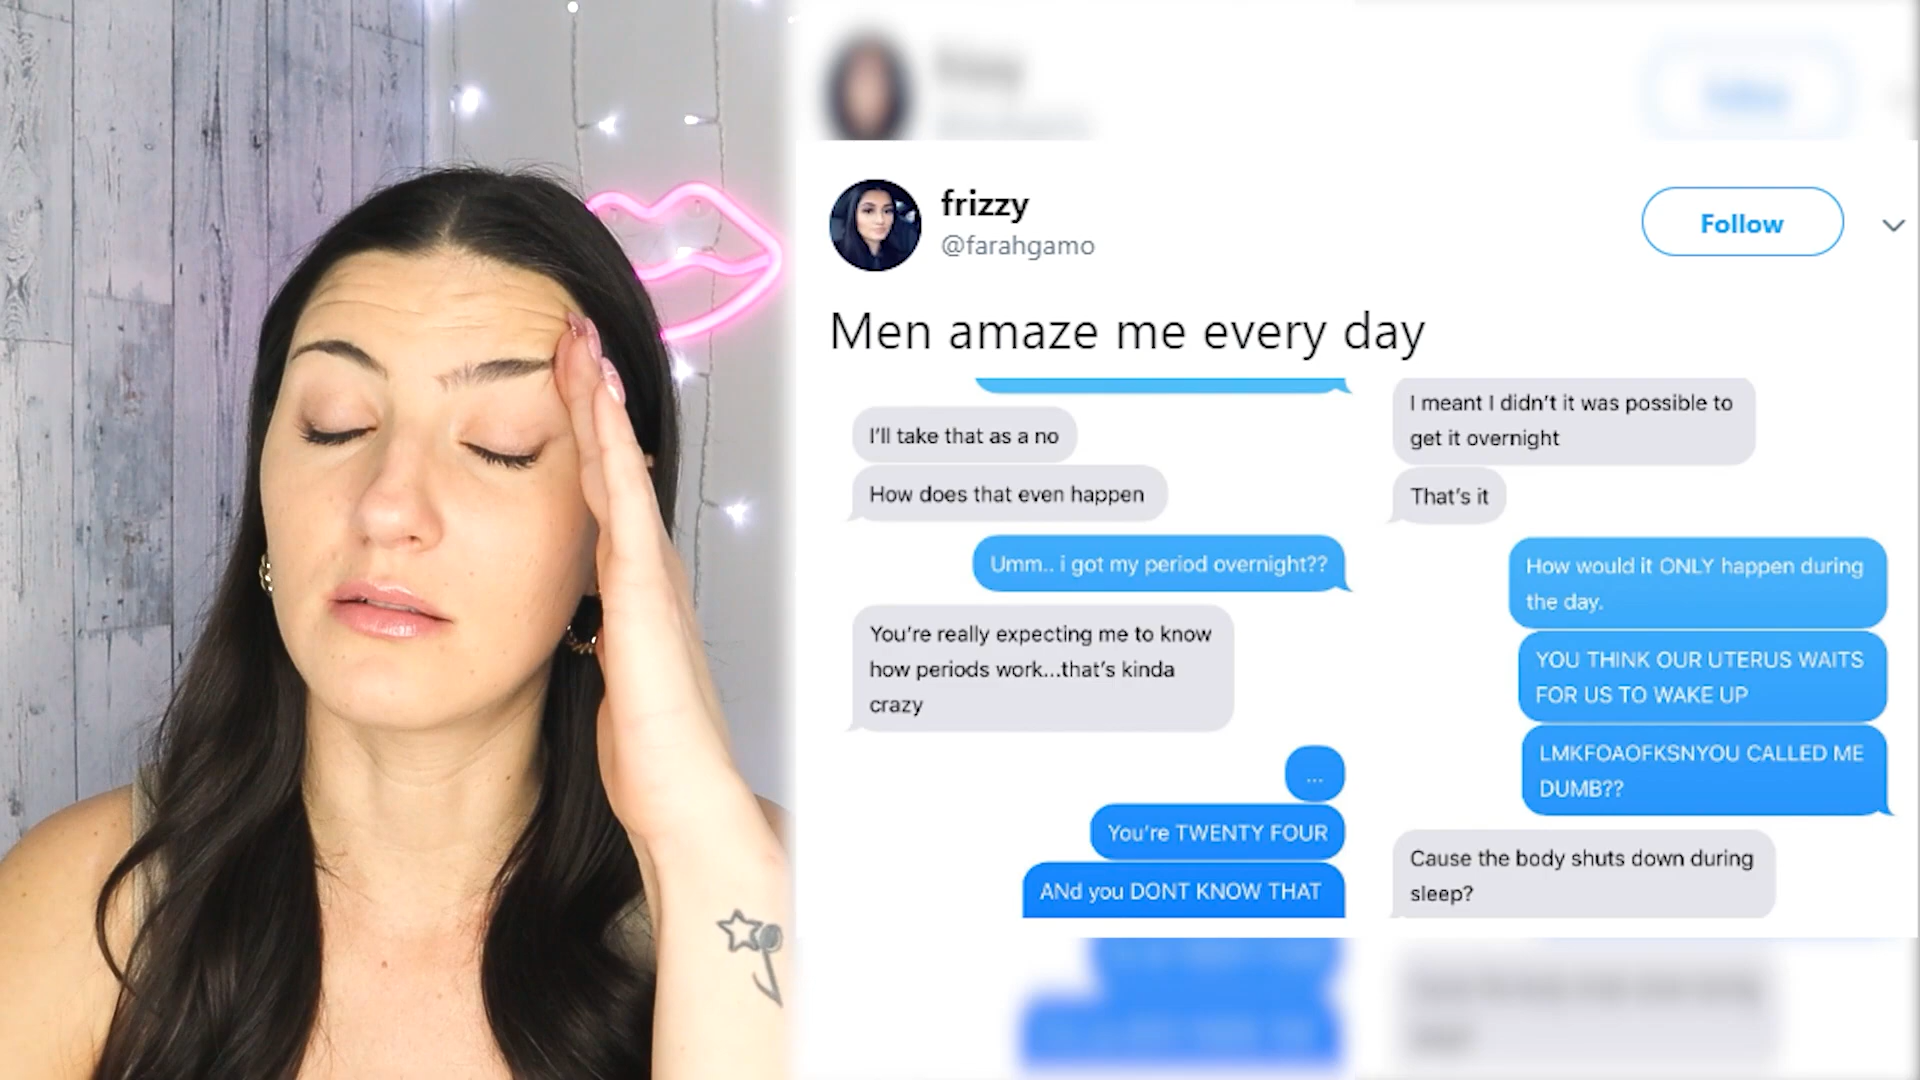 frizzy
@farahgamo
Follow
Men amaze me every day
I'll take that as a no
How does that even happen
Umm.. i got my period overnight??
You're really expecting me to know
how periods work...that's kinda
crazy
...
You're TWENTY FOUR
ANd you DONT KNOW THAT
I meant I didn't it was possible to
get it overnight
That's it
How would it ONLY happen during
the day.
YOU THINK OUR UTERUS WAITS
FOR US TO WAKE UP
LMKFOAOFKSNYOU CALLED ME
DUMB??
Cause the body shuts down during
sleep?